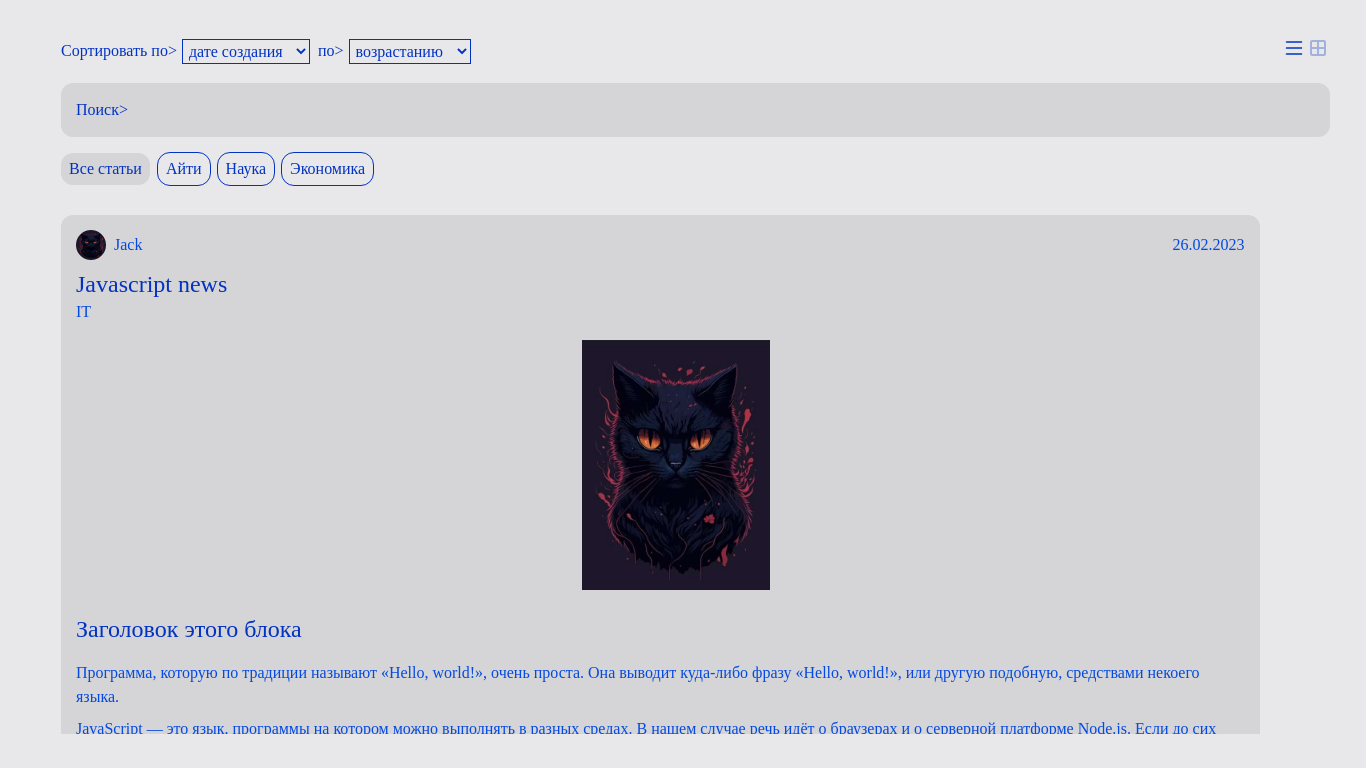 Сортировать по> дате создания по> возрастанию
Поиск>
Все статьи Айти Наука Экономика
Jack 26.02.2023
Javascript news
IT
Заголовок этого блока
Программа, которую по традиции называют «Hello, world!», очень проста. Она выводит куда-либо фразу «Hello, world!», или другую подобную, средствами некоего
языка.
JavaScript — это язык, программы на котором можно выполнять в разных средах. В нашем случае речь идёт о браузерах и о серверной платформе Node.js. Если до сих